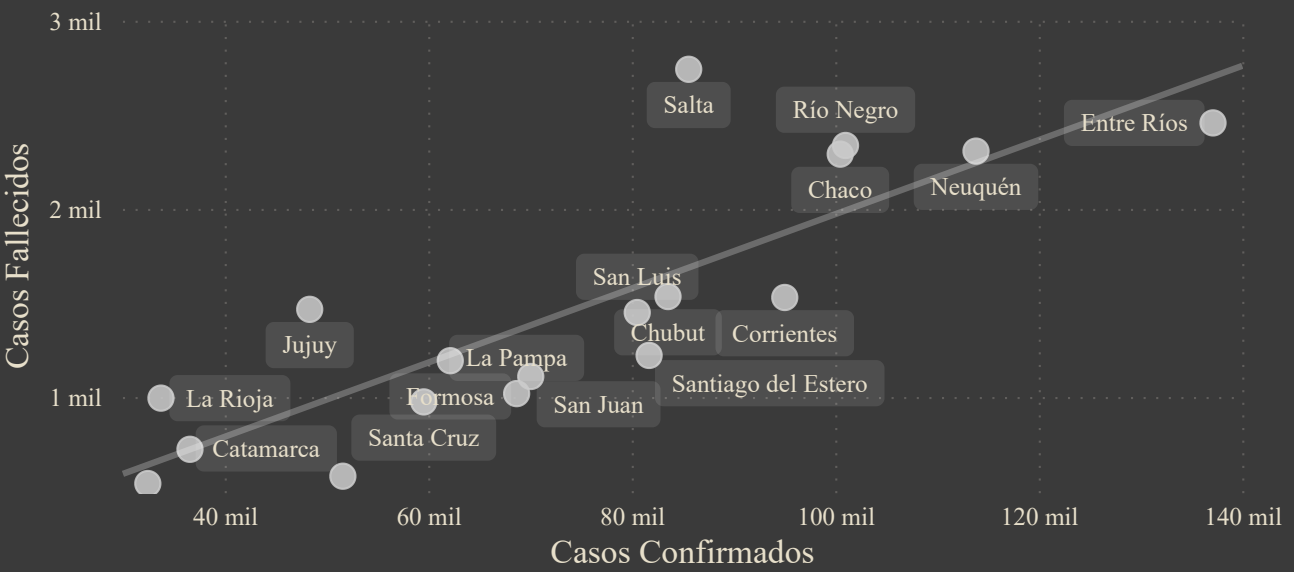 3 mil
Salta
Río Negro
Entre Ríos
Chaco
Neuquén
2 mil
San Luis
Chubut
Corrientes
Jujuy
La Pampa
Santiago del Estero
1 mil
La Rioja
Formosa
San Juan
Santa Cruz
Catamarca
40 mil
60 mil
80 mil
100 mil
120 mil
140 mil
Casos Confirmados
Casos Fallecidos